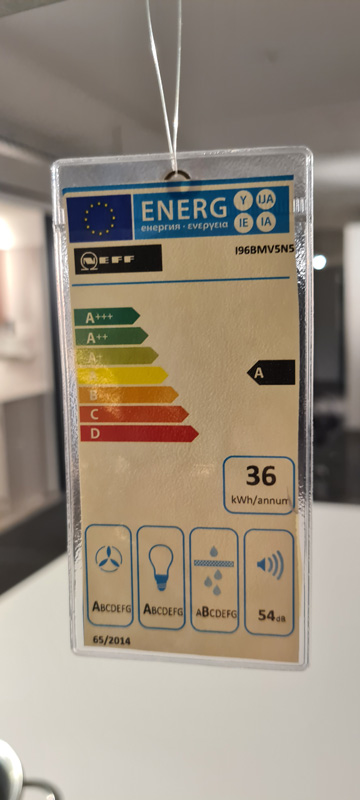 ENERG
енергия · ενεργεια
Y IJA
IE IA
NEFF
I96BMV5N5
A+++
A++
A+
B
C
D
A
36
kWh/annum
ABCDEFG
ABCDEFG
ABCDEFG
54dB
65/2014